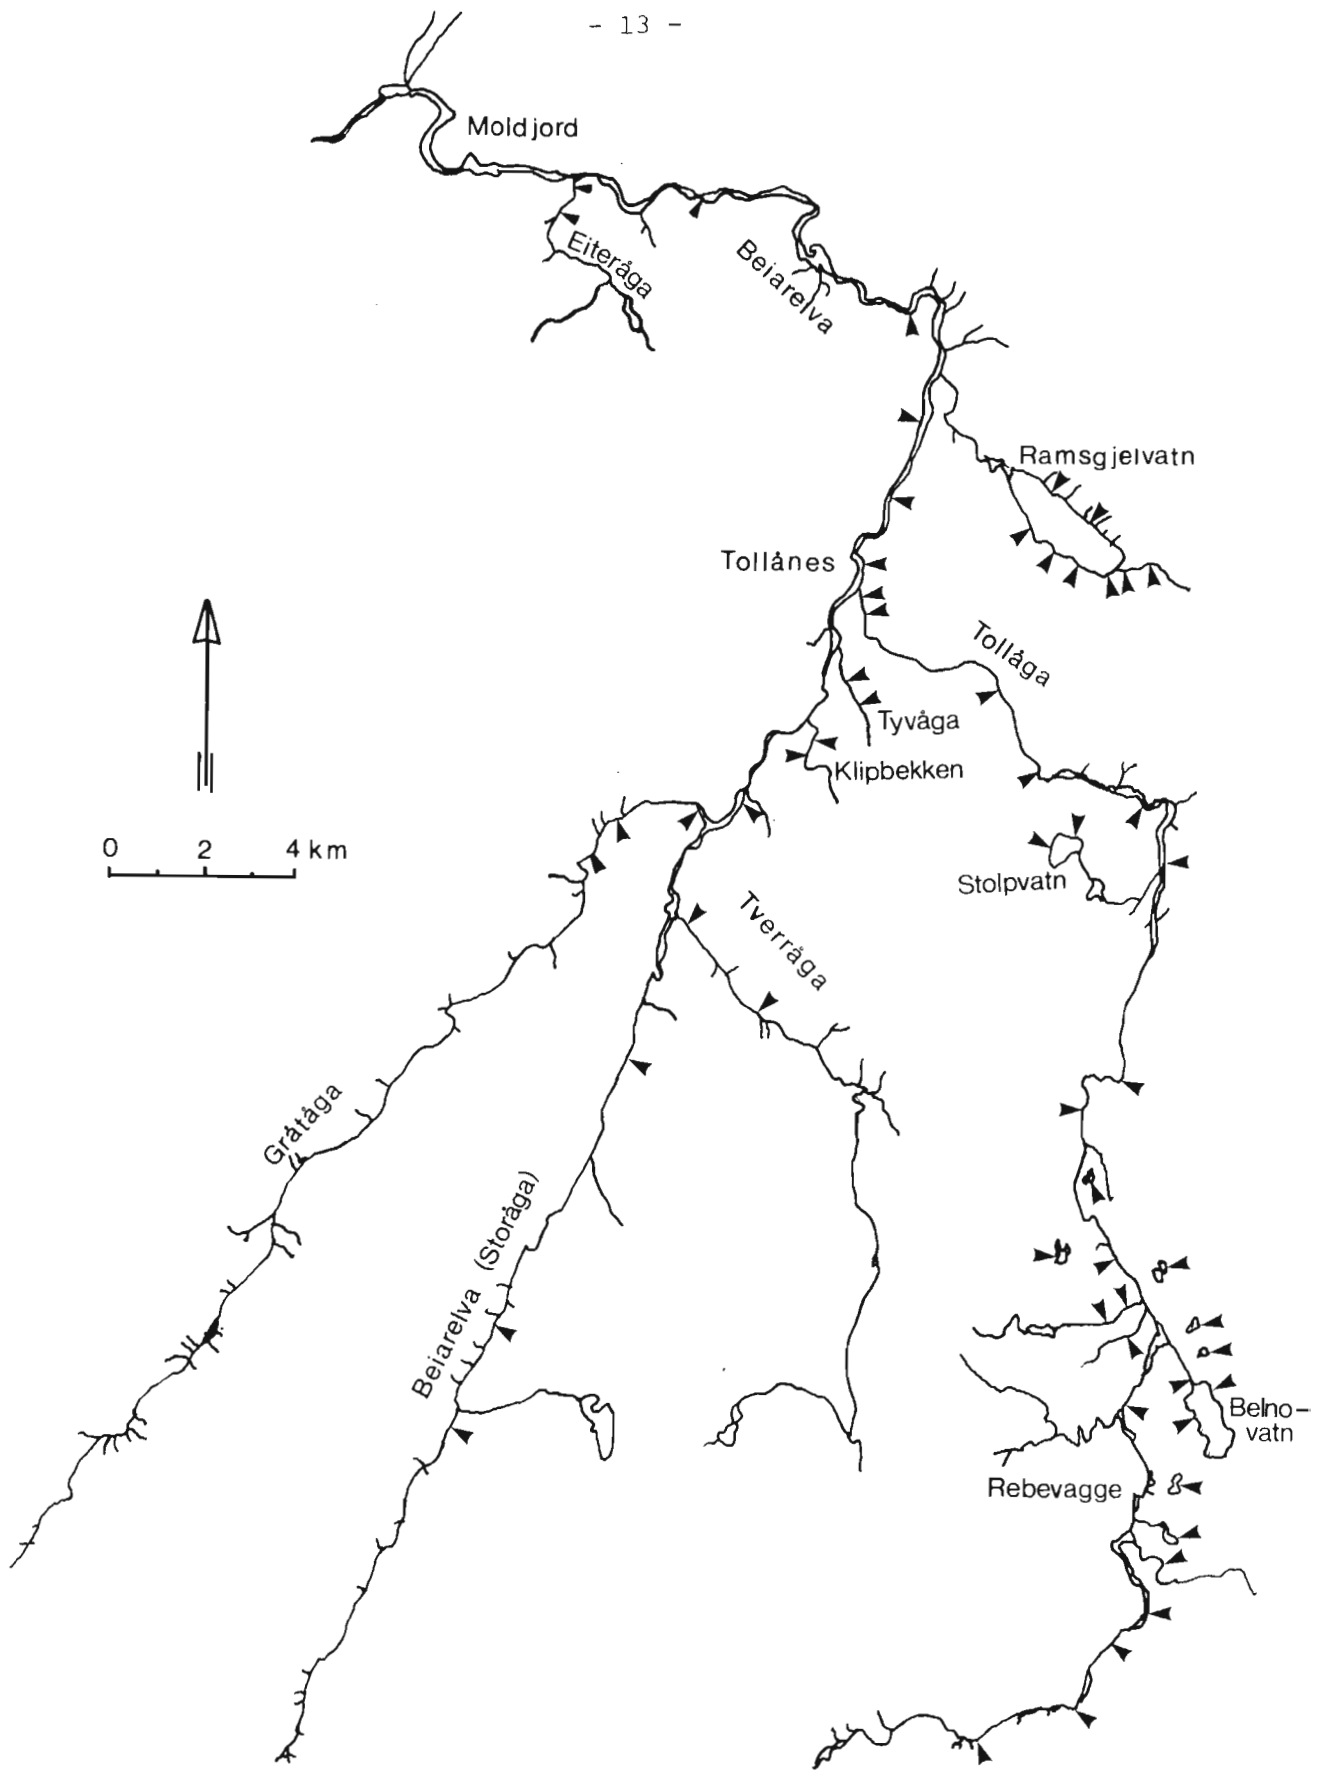 - 13 -
Moldjord
Eiteråga
Beiarelva
Ramsgjelvatn
Tollånes
Tollåga
Tyvåga
Klipbekken
0 2 4 km
Stolpvatn
Tverråga
Gråtåga
Beiarelva (Storåga)
Belno-
vatn
Rebevagge